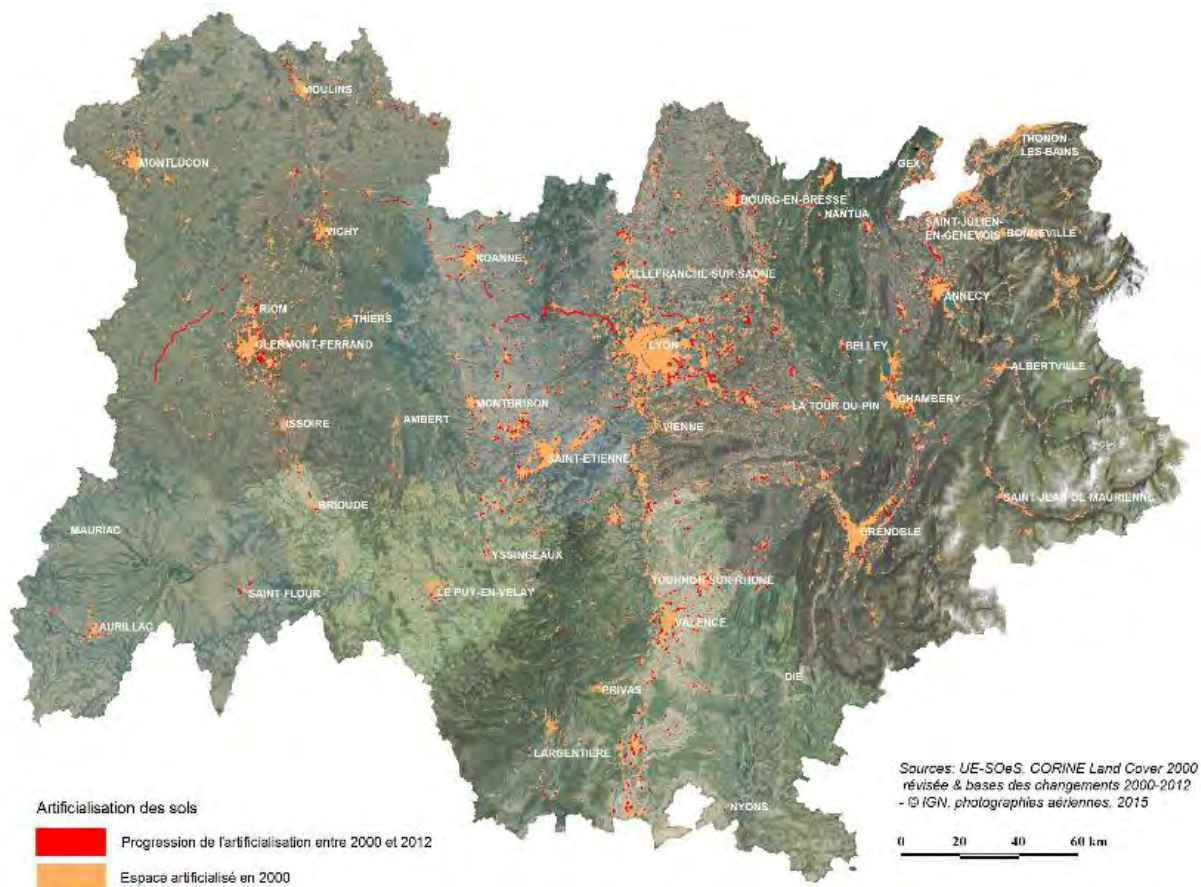 MOULINS
MONTLUCON
THONON-
LES-BAINS
GEX
BOURG-EN-BRESSE
NANTUA
SAINT-JULIEN-
EN-GENEVOIS
BONNEVILLE
VICHY
ROANNE
VILLEFRANCHE-SUR-SAONE
ANNECY
RIOM
THIERS
CLERMONT-FERRAND
LYON
BELLEY
ALBERTVILLE
MONTBRISON
LA TOUR-DU-PIN
CHAMBERY
ISSOIRE
AMBERT
VIENNE
SAINT-ETIENNE
BRIOUDE
SAINT-JEAN-DE-MAURIENNE
MAURIAC
GRENOBLE
YSSINGEAUX
SAINT-FLOUR
LE PUY-EN-VELAY
TOURNON-SUR-RHONE
AURILLAC
VALENCE
DIE
PRIVAS
LARGENTIERE
NYONS
Sources: UE-SOeS, CORINE Land Cover 2000
révisée & bases des changements 2000-2012
- © IGN, photographies aériennes, 2015
0 20 40 60 km
Artificialisation des sols
Progression de l'artificialisation entre 2000 et 2012
Espace artificialisé en 2000